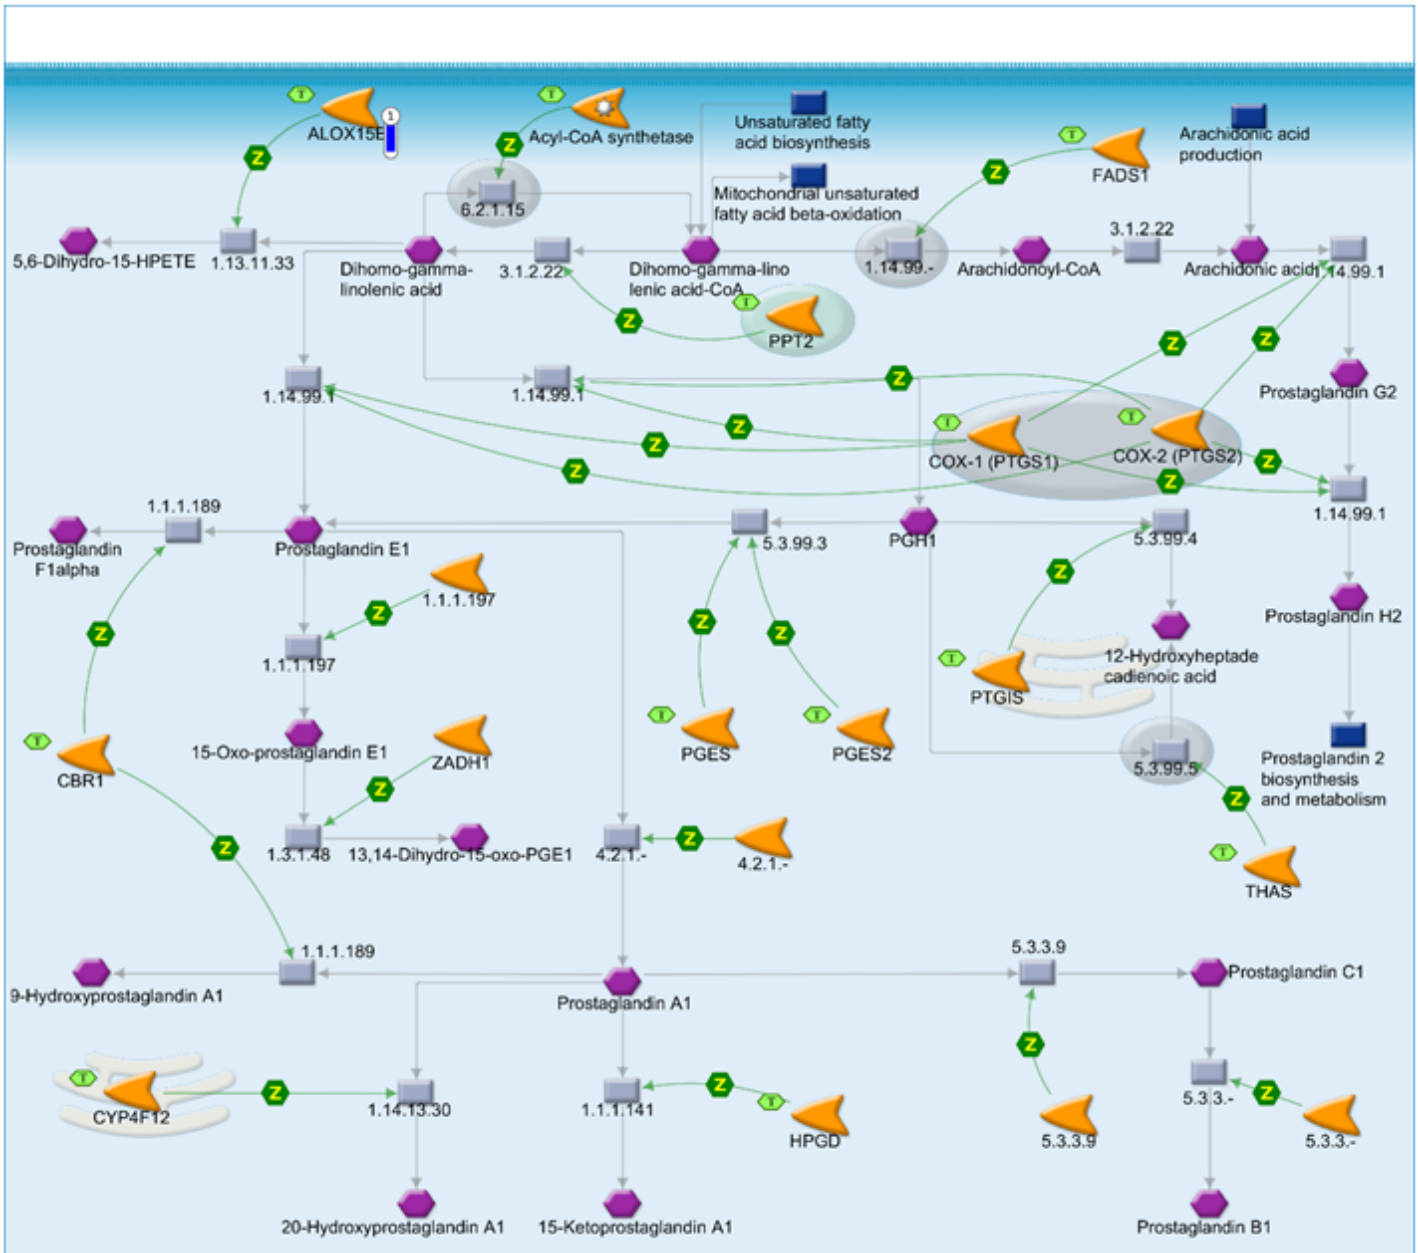 T
T
1
ALOX15B
Acyl-CoA synthetase
Unsaturated fatty
acid biosynthesis
Arachidonic acid
production
T
Z
Z
Z
FADS1
6.2.1.15
Mitochondrial unsaturated
fatty acid beta-oxidation
5,6-Dihydro-15-HPETE
1.13.11.33
Dihomo-gamma-
linolenic acid
3.1.2.22
Dihomo-gamma-lino
lenic acid-CoA
1.14.99.-
Arachidonoyl-CoA
3.1.2.22
Arachidonic acid
1.14.99.1
T
Z
PPT2
Z
Z
1.14.99.1
1.14.99.1
Z
Prostaglandin G2
Z
Z
Z
T
COX-1 (PTGS1)
T
COX-2 (PTGS2)
Z
Z
1.14.99.1
1.1.1.189
Prostaglandin
F1alpha
Prostaglandin E1
5.3.99.3
PGH1
5.3.99.4
Z
1.1.1.197
Z
Z
Z
Z
1.1.1.197
Prostaglandin H2
T
PTGIS
12-Hydroxyheptade
cadienoic acid
T
CBR1
15-Oxo-prostaglandin E1
ZADH1
T
PGES
T
PGES2
5.3.99.5
Prostaglandin 2
biosynthesis
and metabolism
Z
Z
Z
1.3.1.48
13,14-Dihydro-15-oxo-PGE1
4.2.1.-
Z
4.2.1.-
T
THAS
1.1.1.189
5.3.3.9
9-Hydroxyprostaglandin A1
Prostaglandin A1
Prostaglandin C1
Z
T
CYP4F12
Z
1.14.13.30
1.1.1.141
Z
T
HPGD
5.3.3.9
5.3.3.-
Z
5.3.3.-
20-Hydroxyprostaglandin A1
15-Ketoprostaglandin A1
Prostaglandin B1